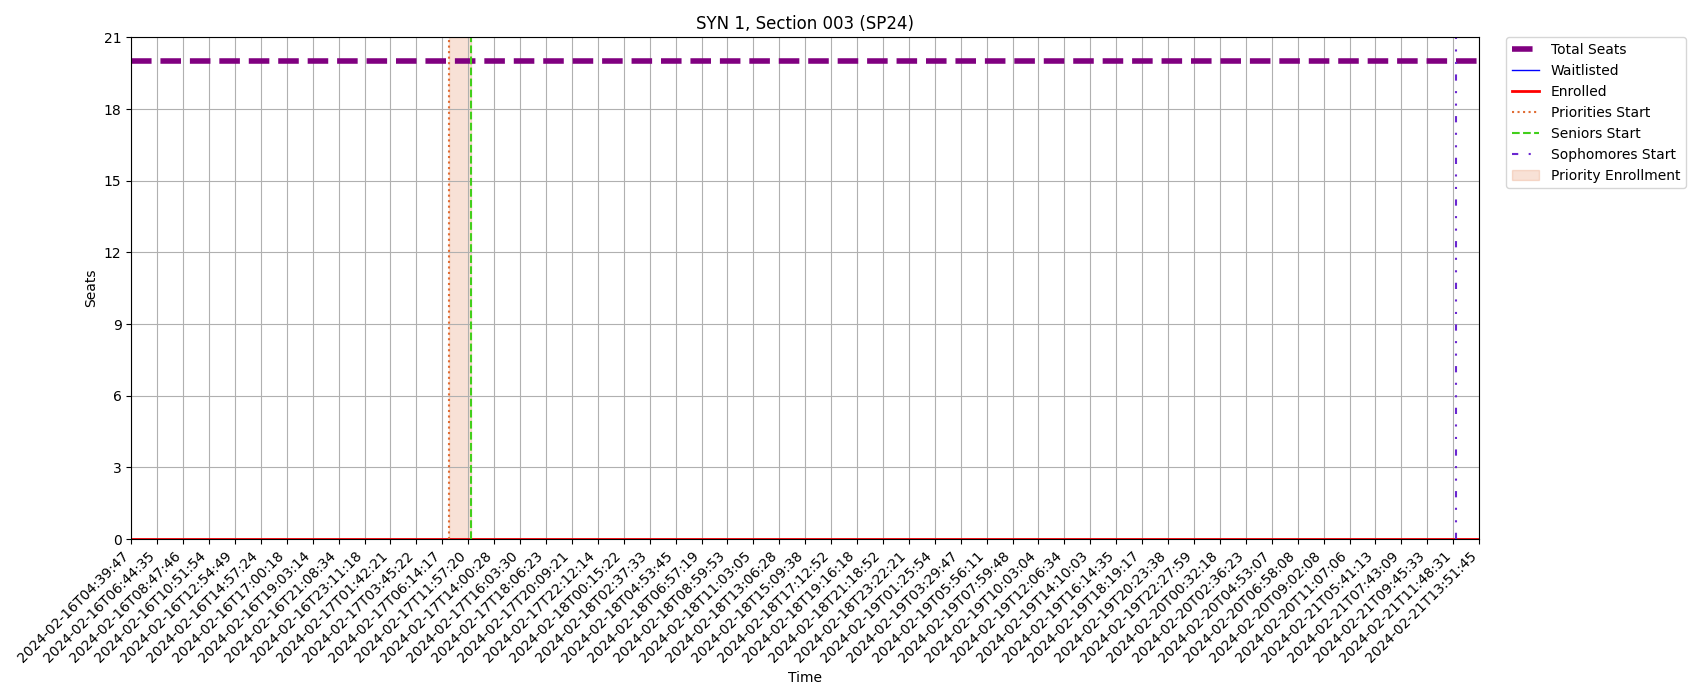 SYN 1, Section 003 (SP24)
21
18
15
12
9
6
3
0
Seats
Total Seats
Waitlisted
Enrolled
Priorities Start
Seniors Start
Sophomores Start
Priority Enrollment
2024-02-16T04:39:47
2024-02-16T06:44:35
2024-02-16T08:47:46
2024-02-16T10:51:54
2024-02-16T12:54:49
2024-02-16T14:57:24
2024-02-16T17:00:18
2024-02-16T19:03:14
2024-02-16T21:08:34
2024-02-16T23:11:18
2024-02-17T01:42:21
2024-02-17T03:45:22
2024-02-17T06:14:17
2024-02-17T11:57:20
2024-02-17T14:00:28
2024-02-17T16:03:30
2024-02-17T18:06:23
2024-02-17T20:09:21
2024-02-17T22:12:14
2024-02-18T00:15:22
2024-02-18T02:37:33
2024-02-18T04:53:45
2024-02-18T06:57:19
2024-02-18T08:59:53
2024-02-18T11:03:05
2024-02-18T13:06:28
2024-02-18T15:09:38
2024-02-18T17:12:52
2024-02-18T19:16:18
2024-02-18T21:18:52
2024-02-18T23:22:21
2024-02-19T01:25:54
2024-02-19T03:29:47
2024-02-19T05:56:11
2024-02-19T07:59:48
2024-02-19T10:03:04
2024-02-19T12:06:34
2024-02-19T14:10:03
2024-02-19T16:14:35
2024-02-19T18:19:17
2024-02-19T20:23:38
2024-02-19T22:27:59
2024-02-20T00:32:18
2024-02-20T02:36:23
2024-02-20T04:53:07
2024-02-20T06:58:08
2024-02-20T09:02:08
2024-02-20T11:07:06
2024-02-21T05:41:13
2024-02-21T07:43:09
2024-02-21T09:45:33
2024-02-21T11:48:31
2024-02-21T13:51:45
Time